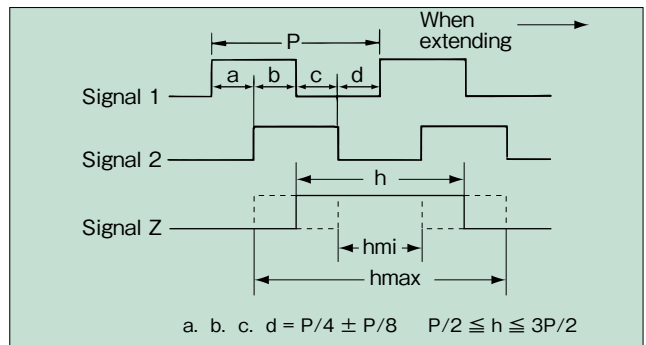 When
extending
P
a b c d
Signal 1
Signal 2
h
Signal Z
hmi
hmax
a. b. c. d = P/4 ± P/8 P/2 ≦ h ≦ 3P/2